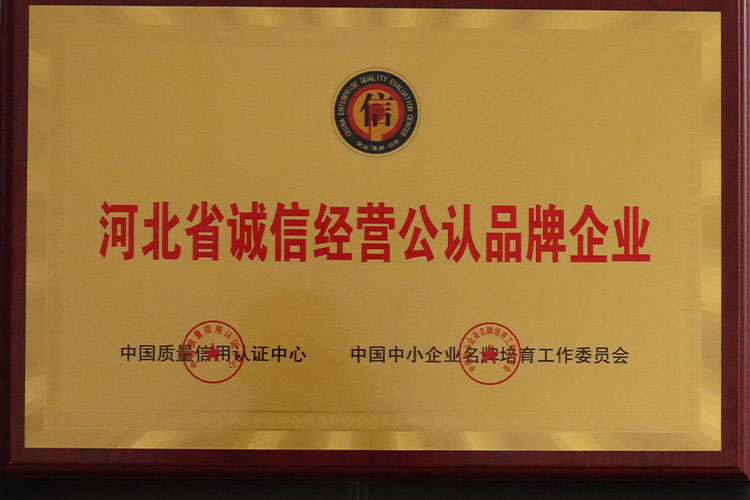 CHINA ENTERPRISE QUALITY EVALUATION CENTER
信
河北省诚信经营公认品牌企业
中国质量信用认证中心 中国中小企业名牌培育工作委员会